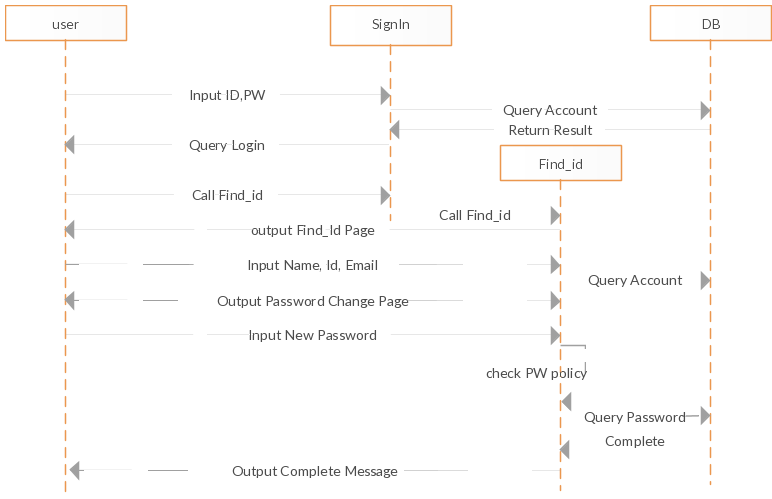 user
SignIn
DB
Input ID,PW
Query Account
Return Result
Query Login
Find_id
Call Find_id
Call Find_id
output Find_Id Page
Input Name, Id, Email
Query Account
Output Password Change Page
Input New Password
check PW policy
Query Password
Complete
Output Complete Message